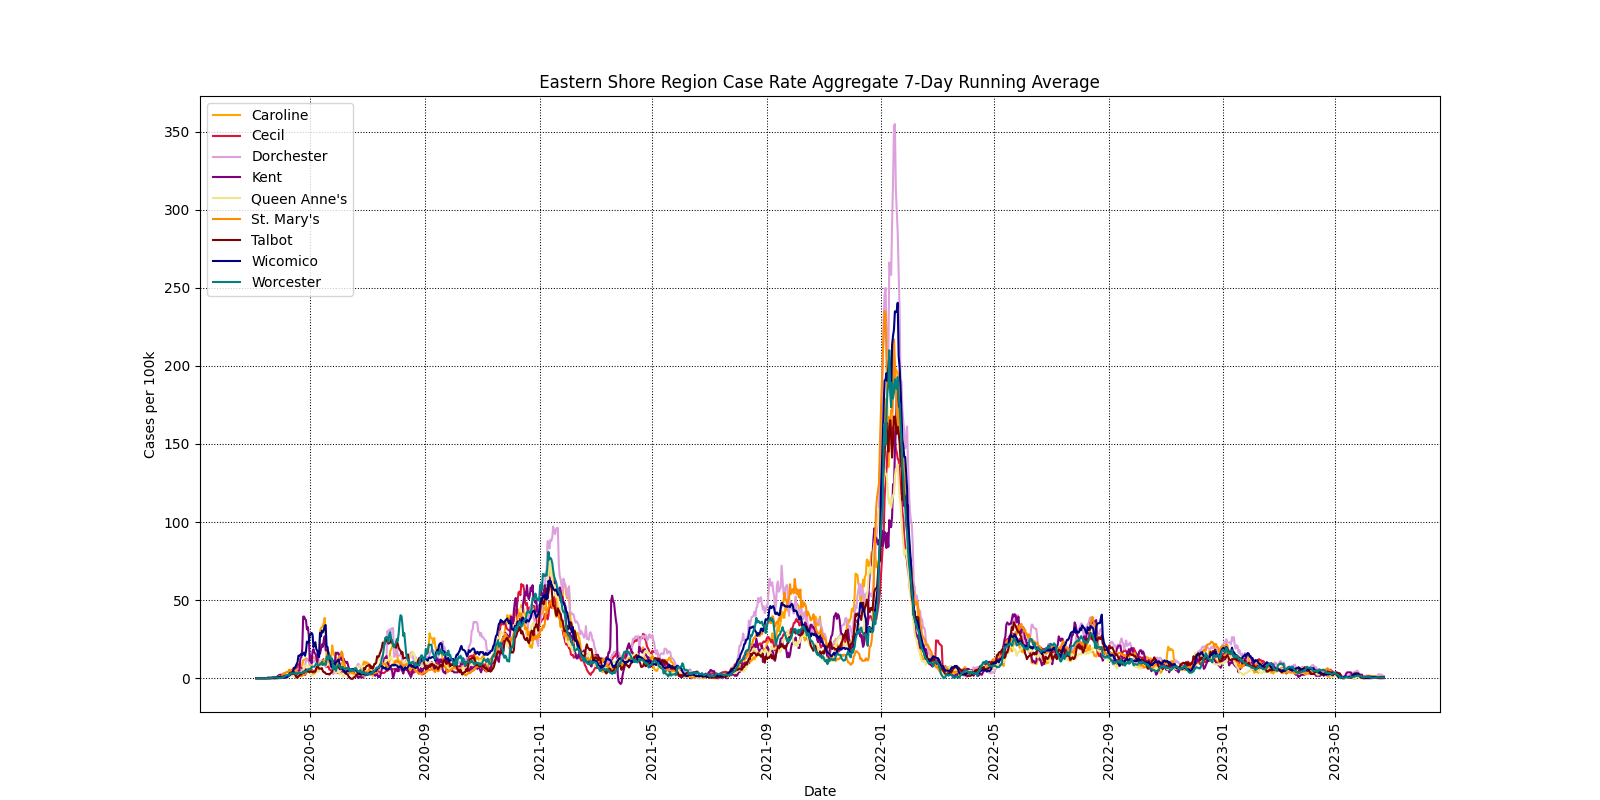 Eastern Shore Region Case Rate Aggregate 7-Day Running Average
Caroline
Cecil
Dorchester
Kent
Queen Anne's
St. Mary's
Talbot
Wicomico
Worcester
350
300
250
200
150
100
50
0
Cases per 100k
2020-05
2020-09
2021-01
2021-05
2021-09
2022-01
2022-05
2022-09
2023-01
2023-05
Date